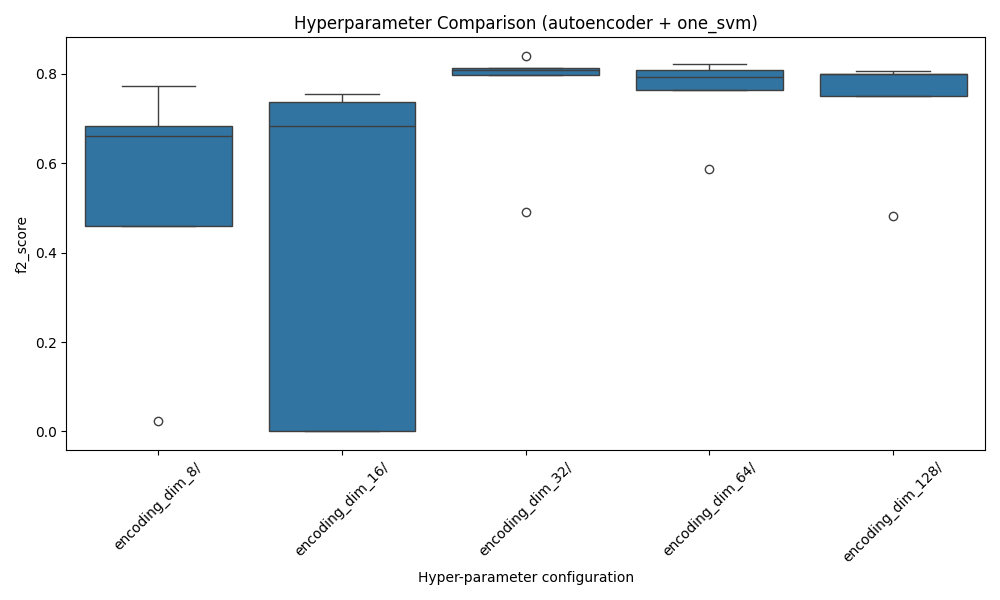 Hyperparameter Comparison (autoencoder + one_svm)
f2_score
0.8
0.6
0.4
0.2
0.0
encoding_dim_8/
encoding_dim_16/
encoding_dim_32/
encoding_dim_64/
encoding_dim_128/
Hyper-parameter configuration